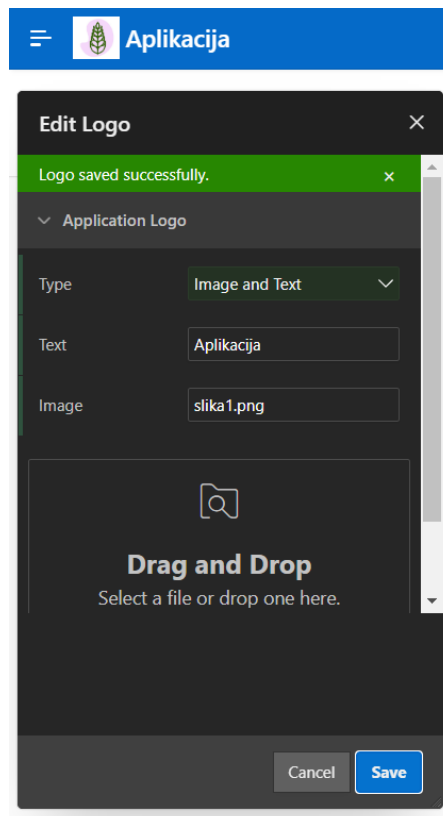 Aplikacija
Edit Logo
Logo saved successfully.
Application Logo
Type Image and Text
Text Aplikacija
Image slika1.png
Drag and Drop
Select a file or drop one here.
Cancel Save